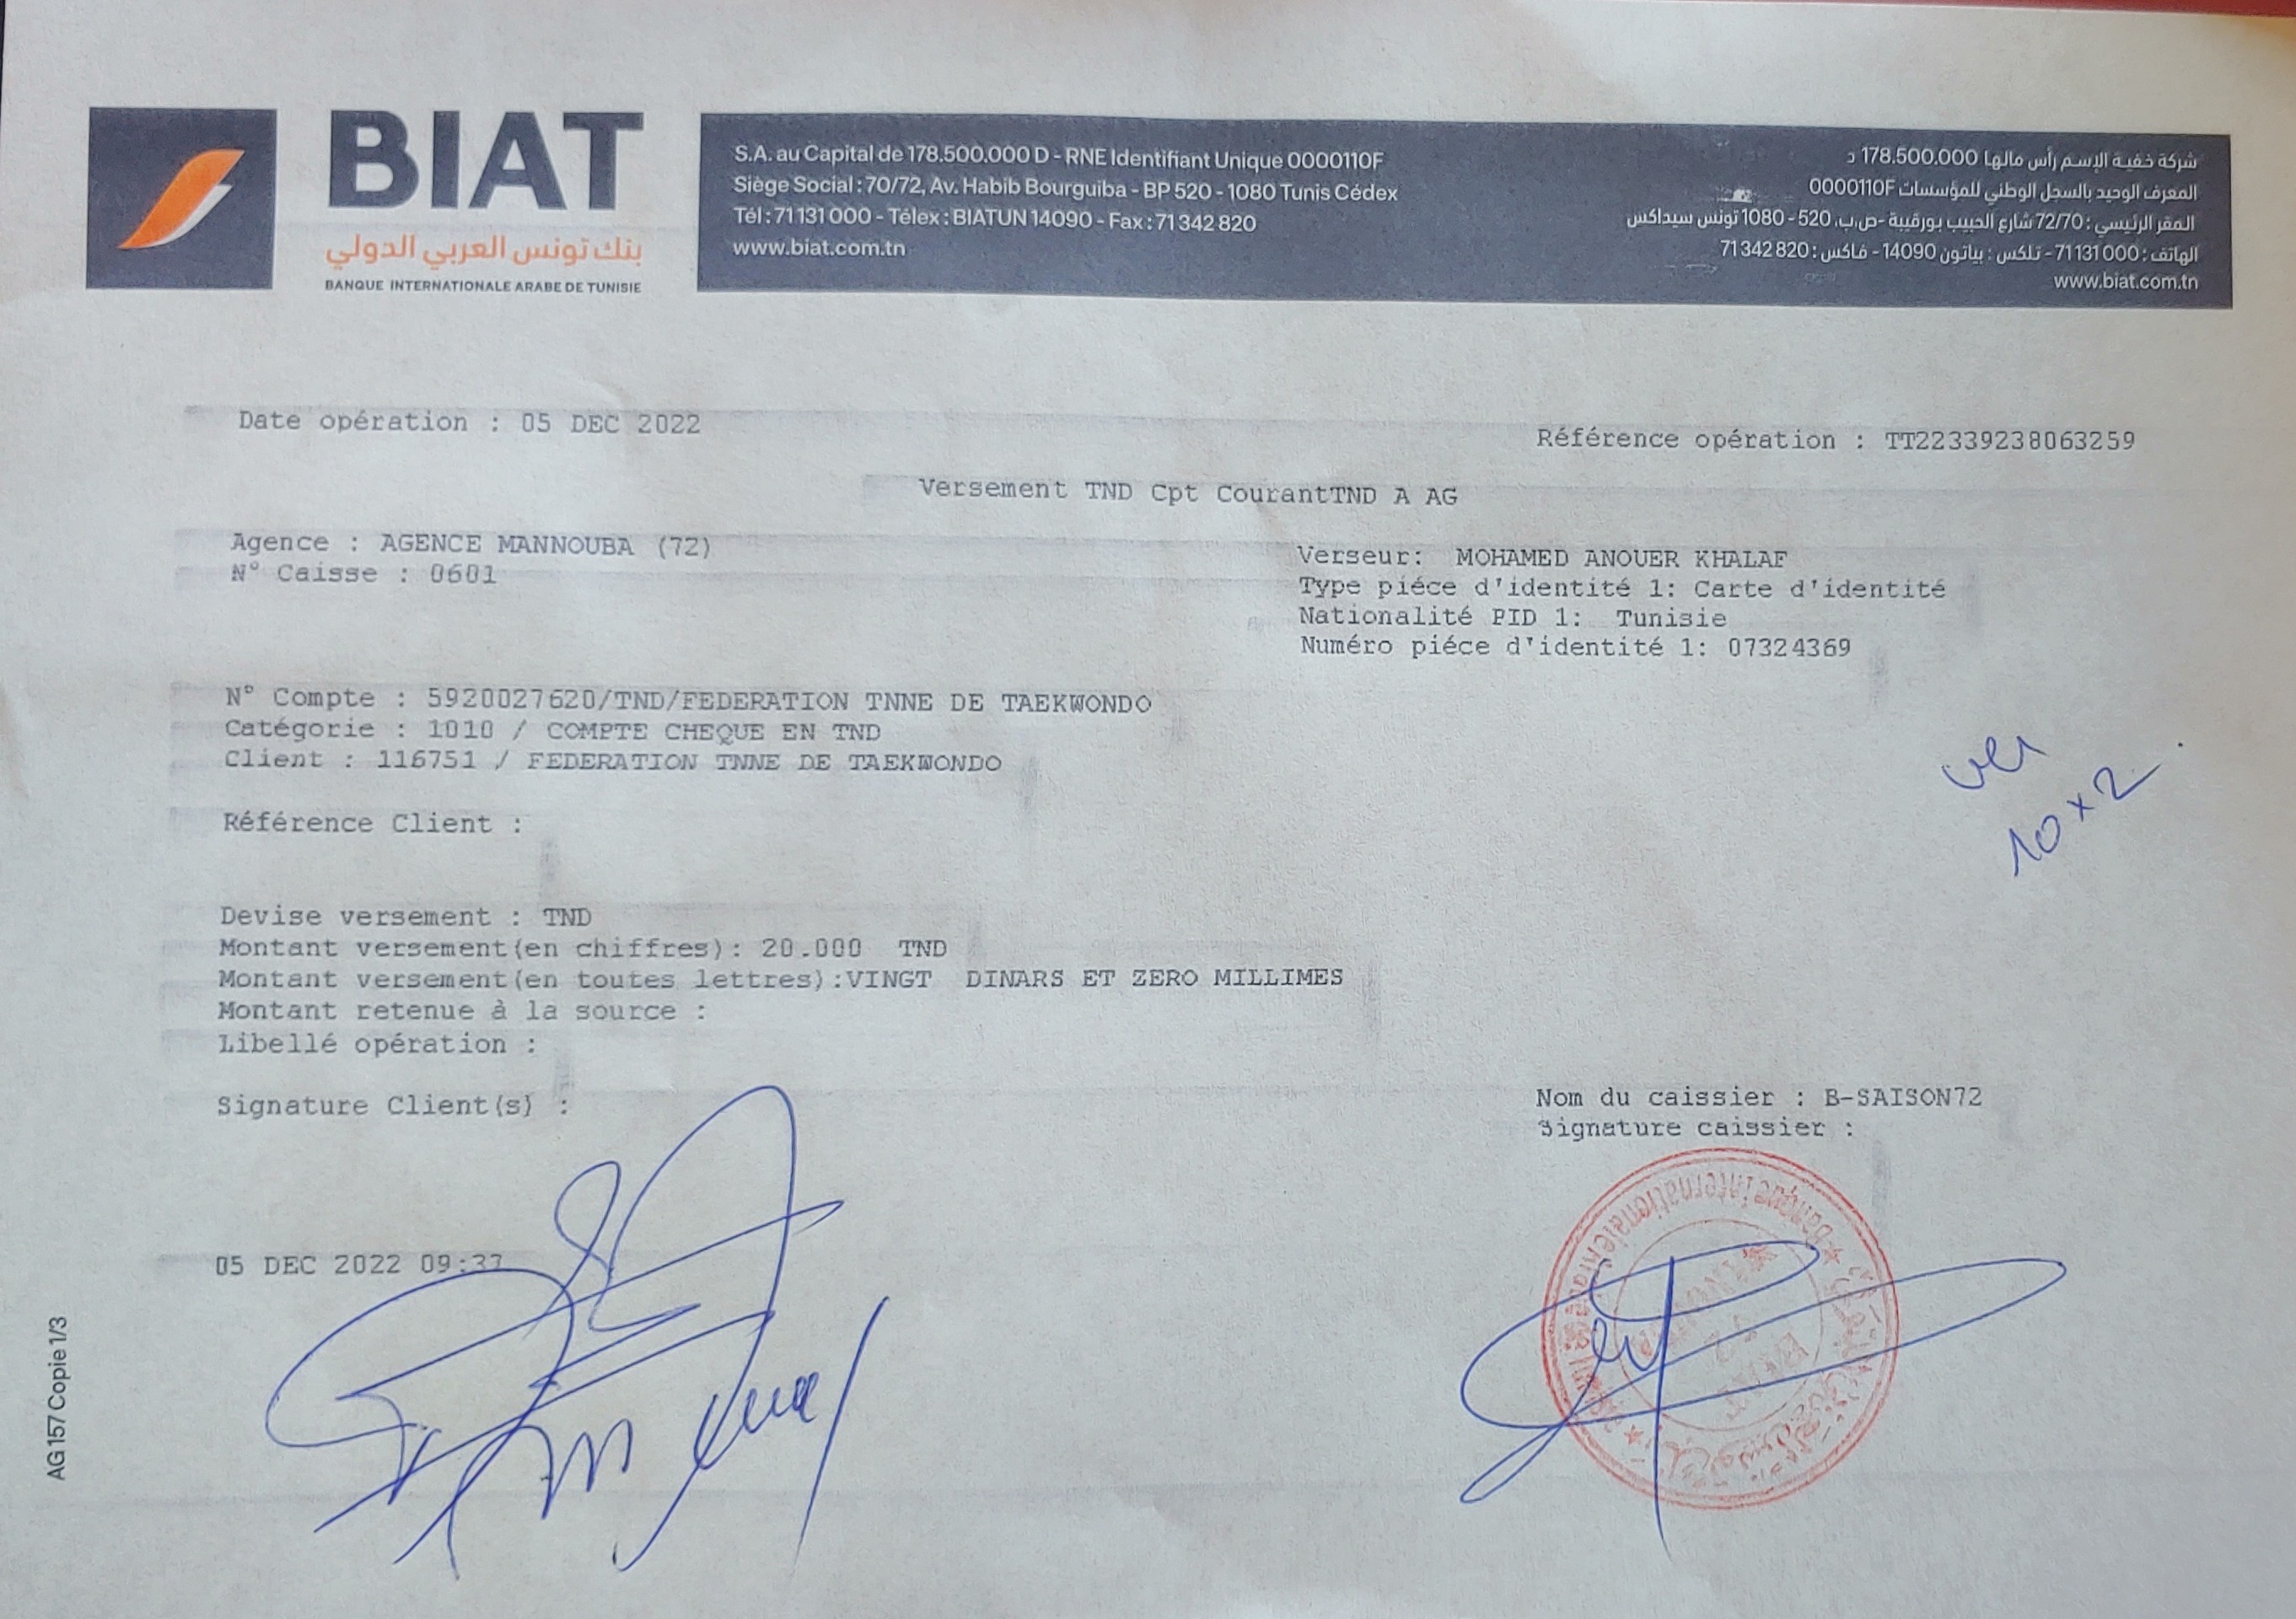 BIAT
بنك تونس العربي الدولي
BANQUE INTERNATIONALE ARABE DE TUNISIE
S.A. au Capital de 178.500.000 D - RNE Identifiant Unique 0000110F
Siège Social : 70/72, Av. Habib Bourguiba - BP 520 - 1080 Tunis Cédex
Tél : 71 131 000 - Télex : BIATUN 14090 - Fax : 71 342 820
www.biat.com.tn
شركة خفية الإسم رأس مالها 178.500.000 د
المعرف الوحيد بالسجل الوطني للمؤسسات 0000110F
المقر الرئيسي : 72/70 شارع الحبيب بورقيبة -ص.ب. 520 - 1080 تونس سيداكس
الهاتف : 71131 000 - تلكس : بياتون 14090 - فاكس : 71 342 820
www.biat.com.tn
Date opération : 05 DEC 2022
Référence opération : TT22339238063259
Versement TND Cpt CourantTND A AG
Agence : AGENCE MANNOUBA (72)
N° Caisse : 0601
Verseur: MOHAMED ANOUER KHALAF
Type piéce d'identité 1: Carte d'identité
Nationalité PID 1: Tunisie
Numéro piéce d'identité 1: 07324369
N° Compte : 5920027620/TND/FEDERATION TNNE DE TAEKWONDO
Catégorie : 1010 / COMPTE CHEQUE EN TND
Client : 116751 / FEDERATION TNNE DE TAEKWONDO
Référence Client :
10 x 2
Devise versement : TND
Montant versement(en chiffres): 20.000 TND
Montant versement(en toutes lettres):VINGT DINARS ET ZERO MILLIMES
Montant retenue à la source :
Libellé opération :
Signature Client(s) :
Nom du caissier : B-SAISON72
Signature caissier :
05 DEC 2022 09:37
AG 157 Copie 1/3